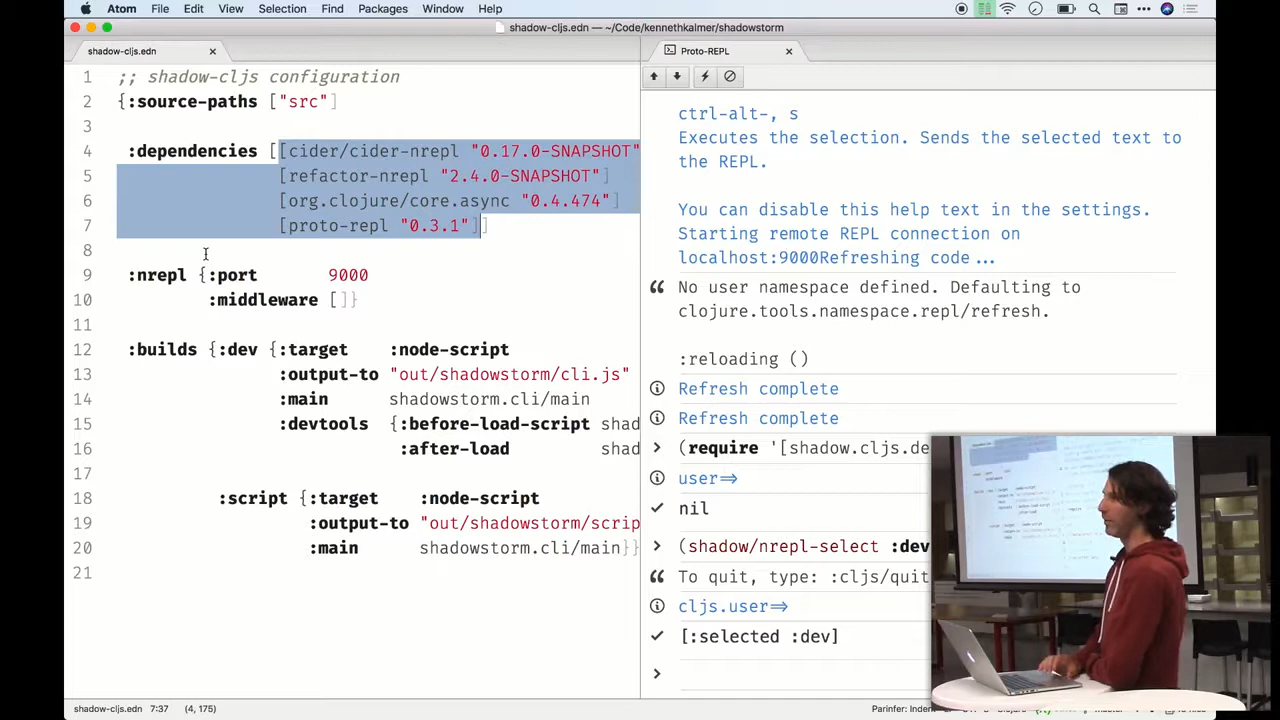 Atom File Edit View Selection Find Packages Window Help
shadow-cljs.edn — ~/Code/kennethkalmer/shadowstorm
shadow-cljs.edn
Proto-REPL
1 ;; shadow-cljs configuration
2 {:source-paths ["src"]
3
4 :dependencies [[cider/cider-nrepl "0.17.0-SNAPSHOT"
5 [refactor-nrepl "2.4.0-SNAPSHOT"]
6 [org.clojure/core.async "0.4.474"]
7 [proto-repl "0.3.1"]]
8
9 :nrepl {:port 9000
10 :middleware []}
11
12 :builds {:dev {:target :node-script
13 :output-to "out/shadowstorm/cli.js"
14 :main shadowstorm.cli/main
15 :devtools {:before-load-script shad
16 :after-load shad
17
18 :script {:target :node-script
19 :output-to "out/shadowstorm/scrip
20 :main shadowstorm.cli/main}}
21
ctrl-alt-, s
Executes the selection. Sends the selected text to
the REPL.
You can disable this help text in the settings.
Starting remote REPL connection on
localhost:9000Refreshing code...
No user namespace defined. Defaulting to
clojure.tools.namespace.repl/refresh.
:reloading ()
Refresh complete
Refresh complete
(require '[shadow.cljs.de
user=>
nil
(shadow/nrepl-select :dev
To quit, type: :cljs/quit
cljs.user=>
[:selected :dev]
shadow-cljs.edn 7:37 (4, 175)
Parinfer: Indent